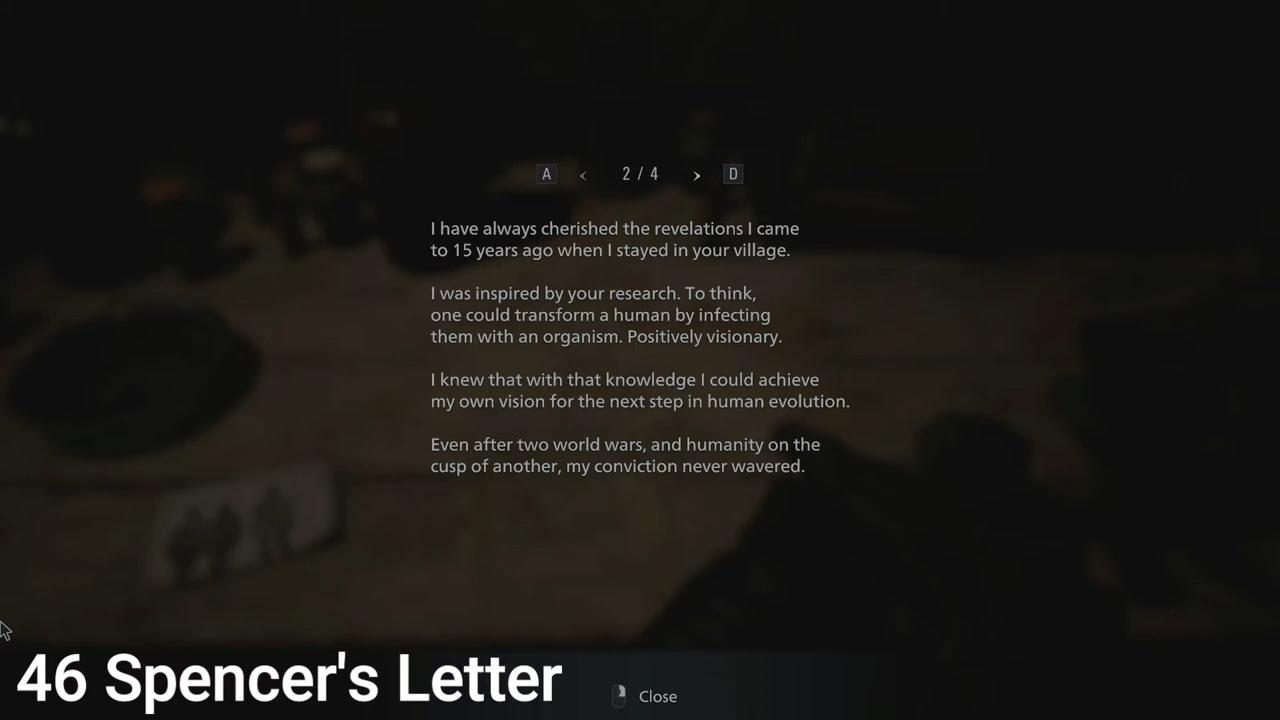 A < 2 / 4 > D
I have always cherished the revelations I came
to 15 years ago when I stayed in your village.
I was inspired by your research. To think,
one could transform a human by infecting
them with an organism. Positively visionary.
I knew that with that knowledge I could achieve
my own vision for the next step in human evolution.
Even after two world wars, and humanity on the
cusp of another, my conviction never wavered.
46 Spencer's Letter
Close